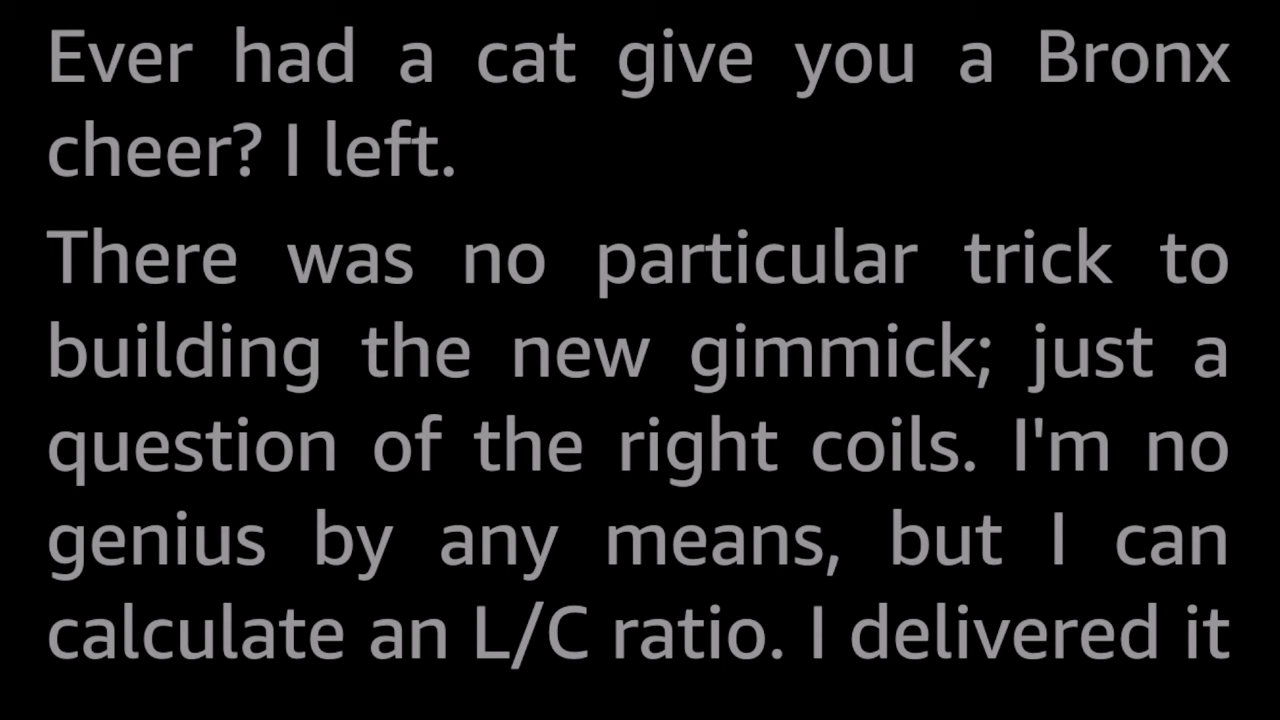 Ever had a cat give you a Bronx
cheer? I left.
There was no particular trick to
building the new gimmick; just a
question of the right coils. I'm no
genius by any means, but I can
calculate an L/C ratio. I delivered it